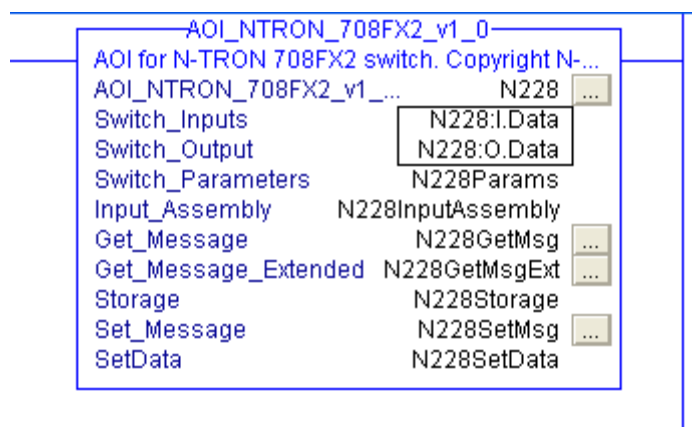 AOI_NTRON_708FX2_v1_0
AOI for N-TRON 708FX2 switch. Copyright N-...
AOI_NTRON_708FX2_v1_... N228 ...
Switch_Inputs N228:I.Data
Switch_Output N228:O.Data
Switch_Parameters N228Params
Input_Assembly N228InputAssembly
Get_Message N228GetMsg ...
Get_Message_Extended N228GetMsgExt ...
Storage N228Storage
Set_Message N228SetMsg ...
SetData N228SetData